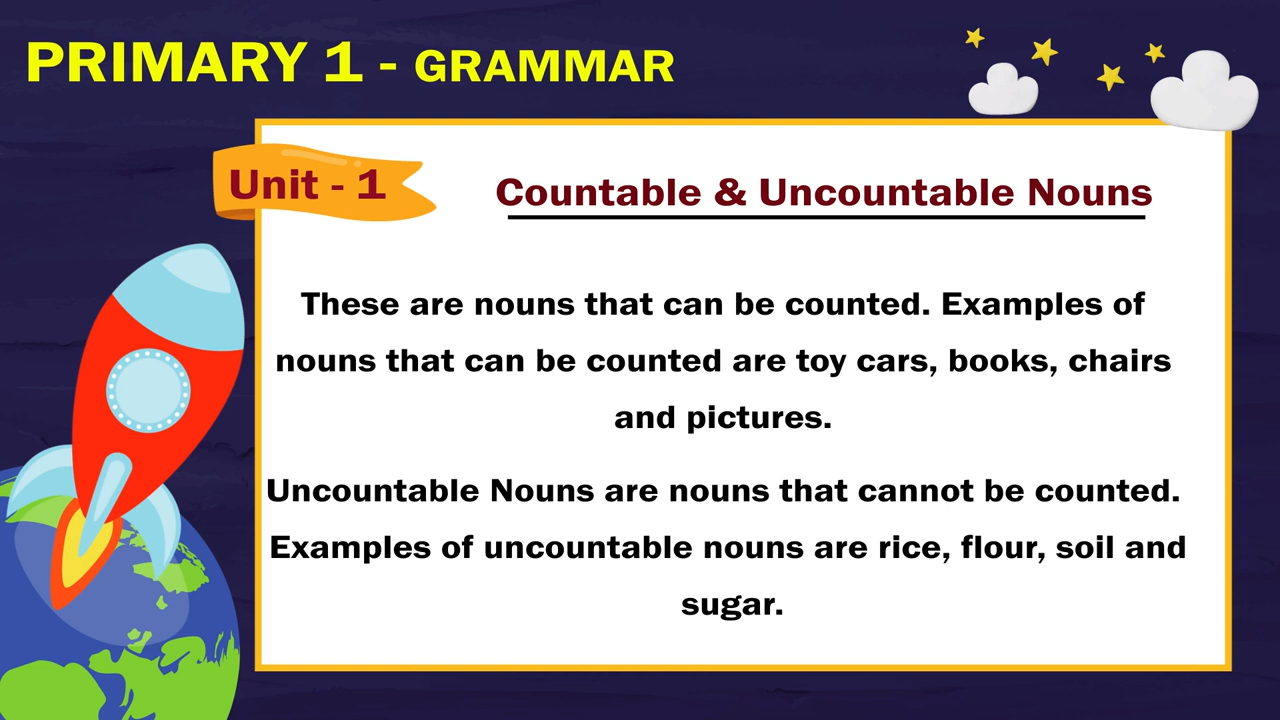 PRIMARY 1 - GRAMMAR
Unit - 1
Countable & Uncountable Nouns
These are nouns that can be counted. Examples of
nouns that can be counted are toy cars, books, chairs
and pictures.
Uncountable Nouns are nouns that cannot be counted.
Examples of uncountable nouns are rice, flour, soil and
sugar.